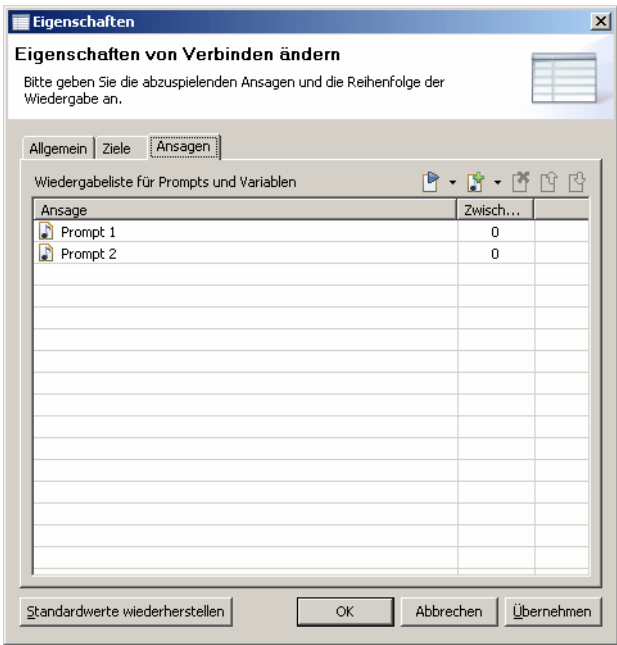 Eigenschaften
Eigenschaften von Verbinden ändern
Bitte geben Sie die abzuspielenden Ansagen und die Reihenfolge der
Wiedergabe an.
Allgemein Ziele Ansagen
Wiedergabeliste für Prompts und Variablen
Ansage Zwisch...
Prompt 1 0
Prompt 2 0
Standardwerte wiederherstellen OK Abbrechen Übernehmen